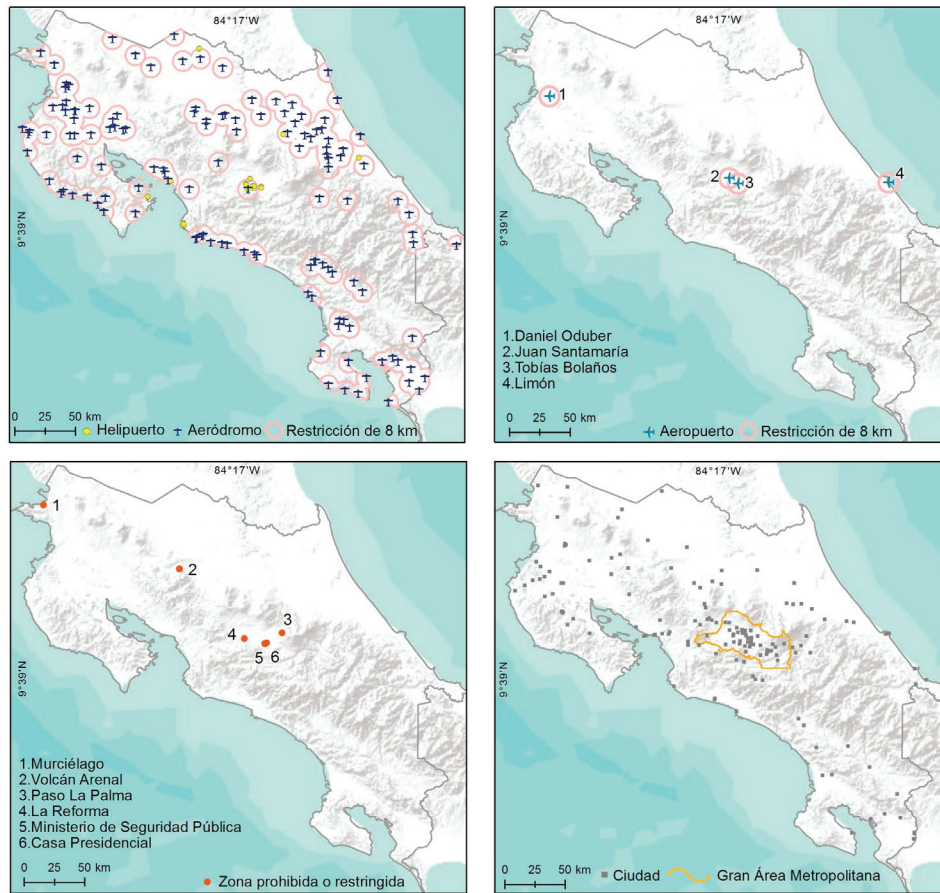 84°17'W
9°39'N
0 25 50 km
Helipuerto Aeródromo Restricción de 8 km
84°17'W
1
2
3
4
9°39'N
1.Daniel Oduber
2.Juan Santamaría
3.Tobías Bolaños
4.Limón
0 25 50 km
Aeropuerto Restricción de 8 km
84°17'W
1
2
3
4
5
6
9°39'N
1.Murciélago
2.Volcán Arenal
3.Paso La Palma
4.La Reforma
5.Ministerio de Seguridad Pública
6.Casa Presidencial
0 25 50 km
Zona prohibida o restringida
84°17'W
9°39'N
0 25 50 km
Ciudad Gran Área Metropolitana